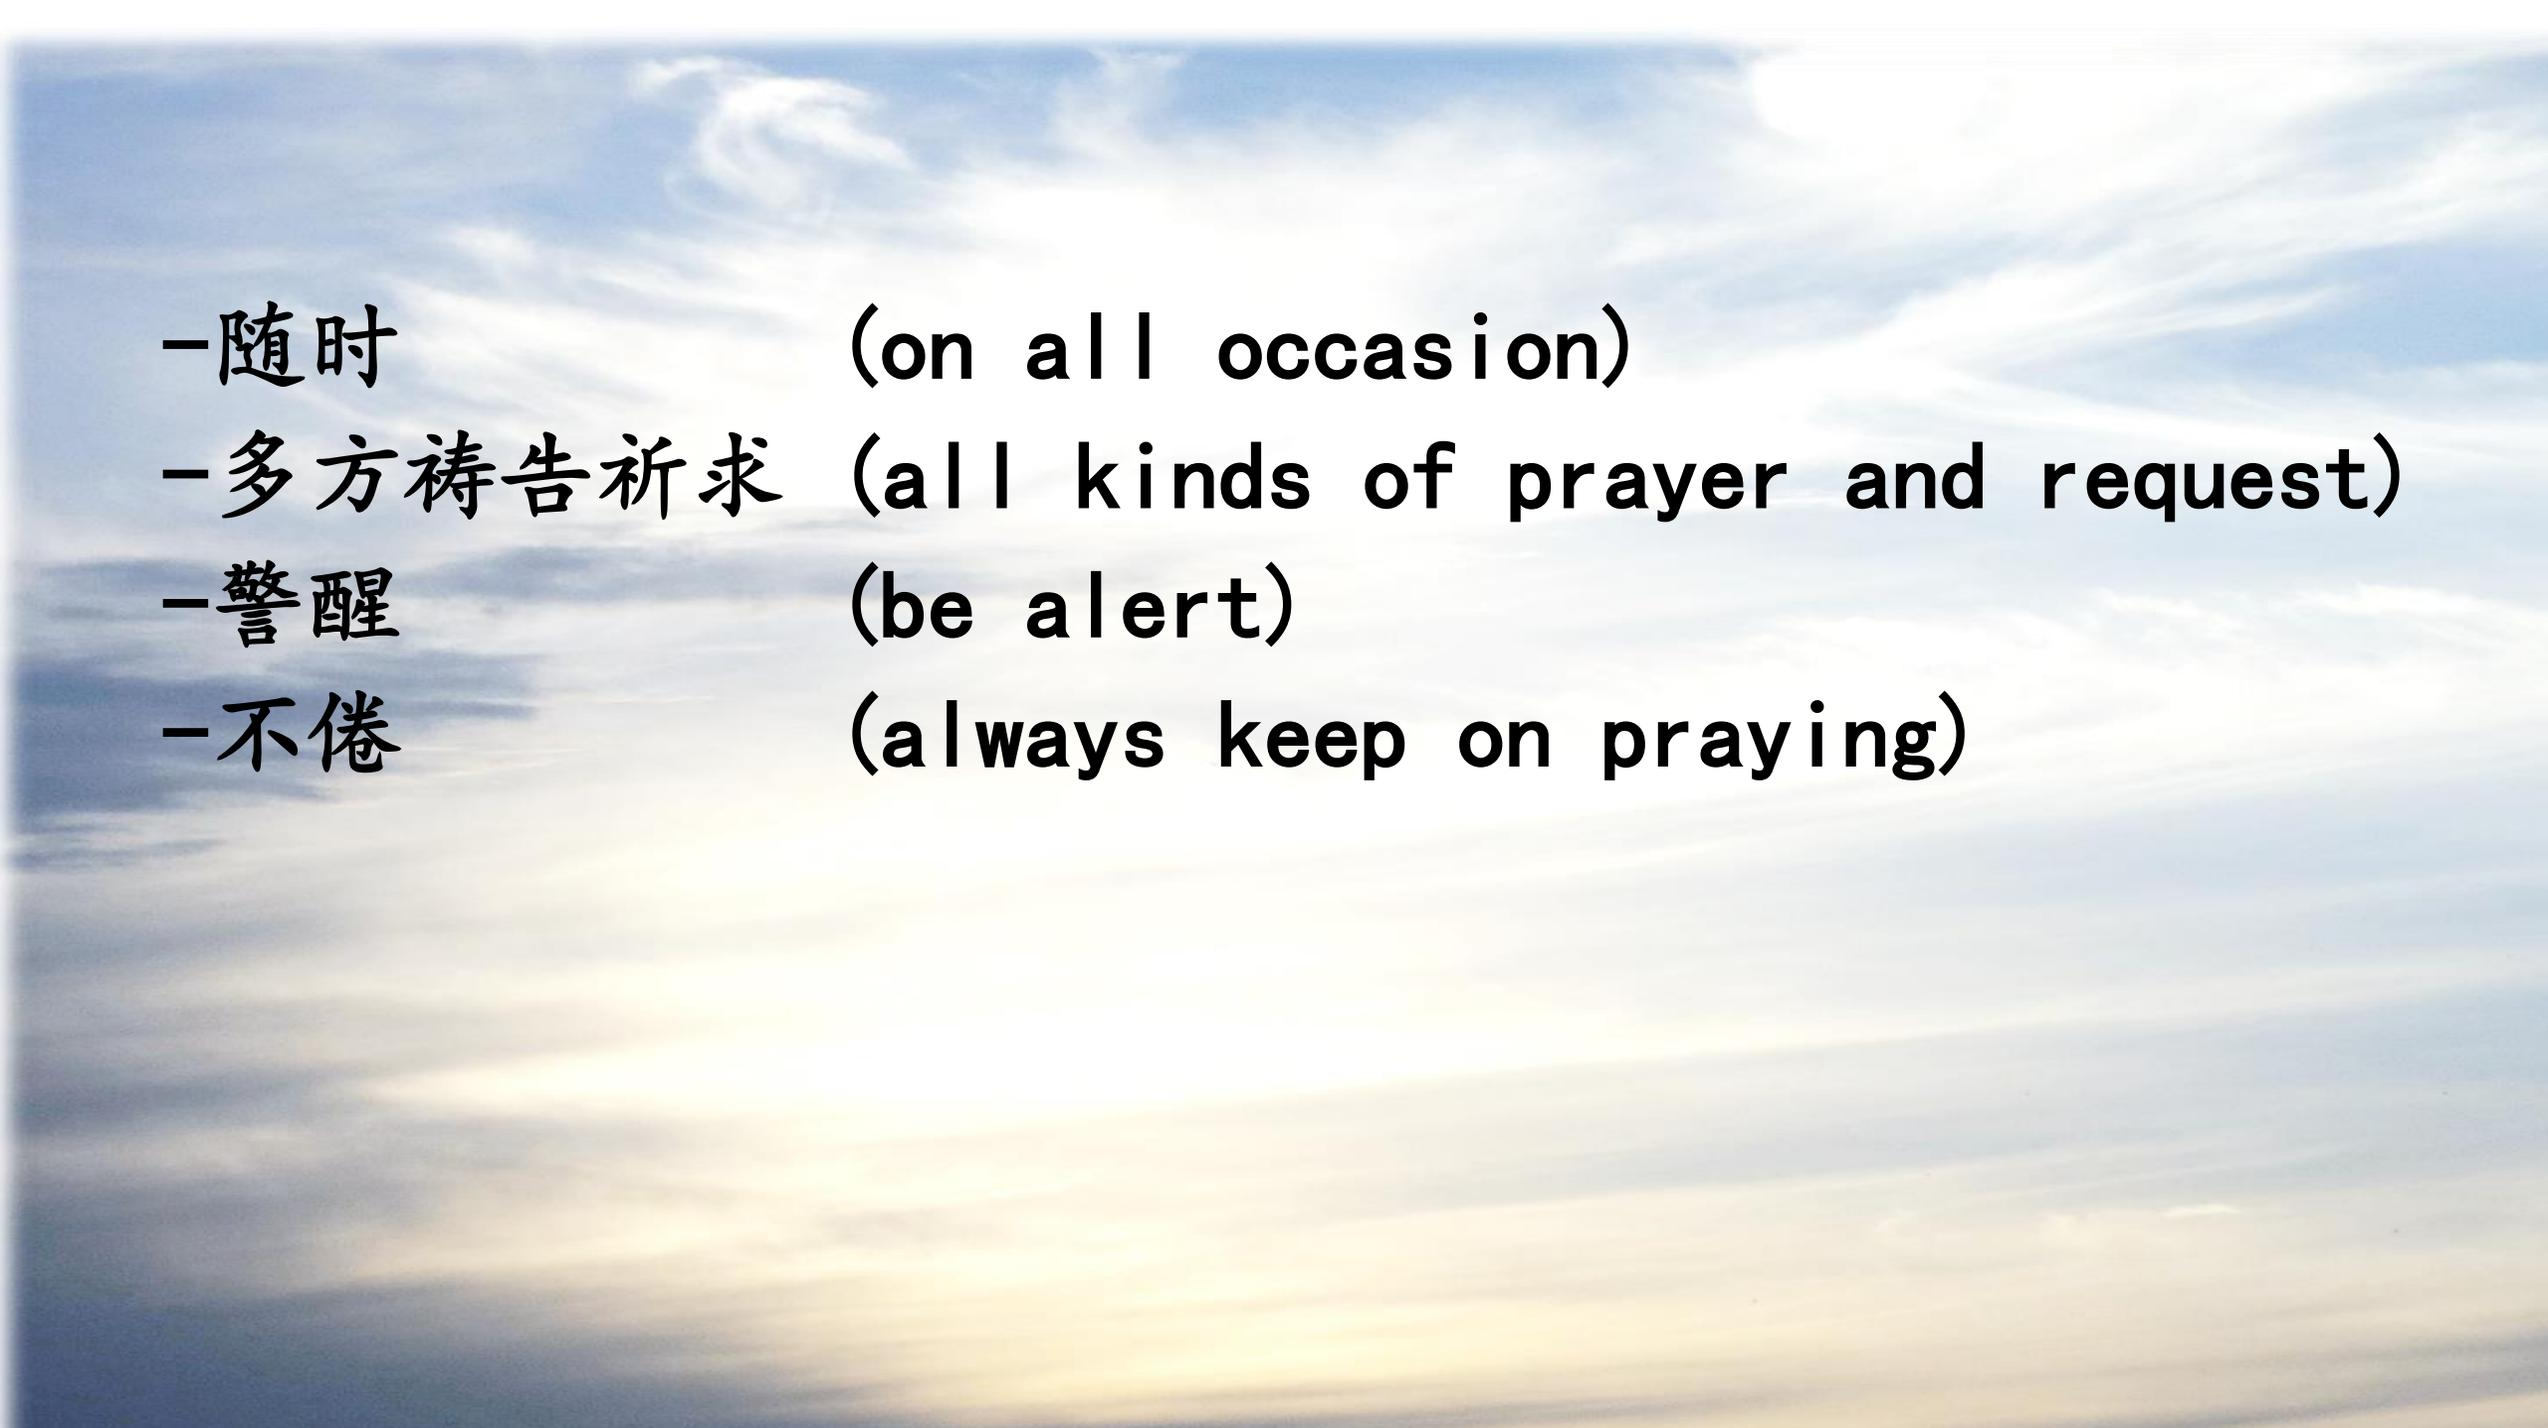 -随时 (on all occasion)
-多方祷告祈求 (all kinds of prayer and request)
-警醒 (be alert)
-不倦 (always keep on praying)